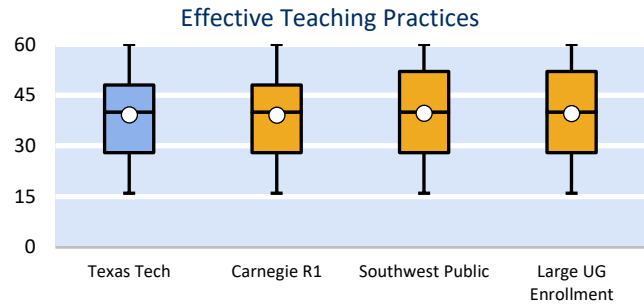 Effective Teaching Practices
60
45
30
15
0
Texas Tech
Carnegie R1
Southwest Public
Large UG
Enrollment